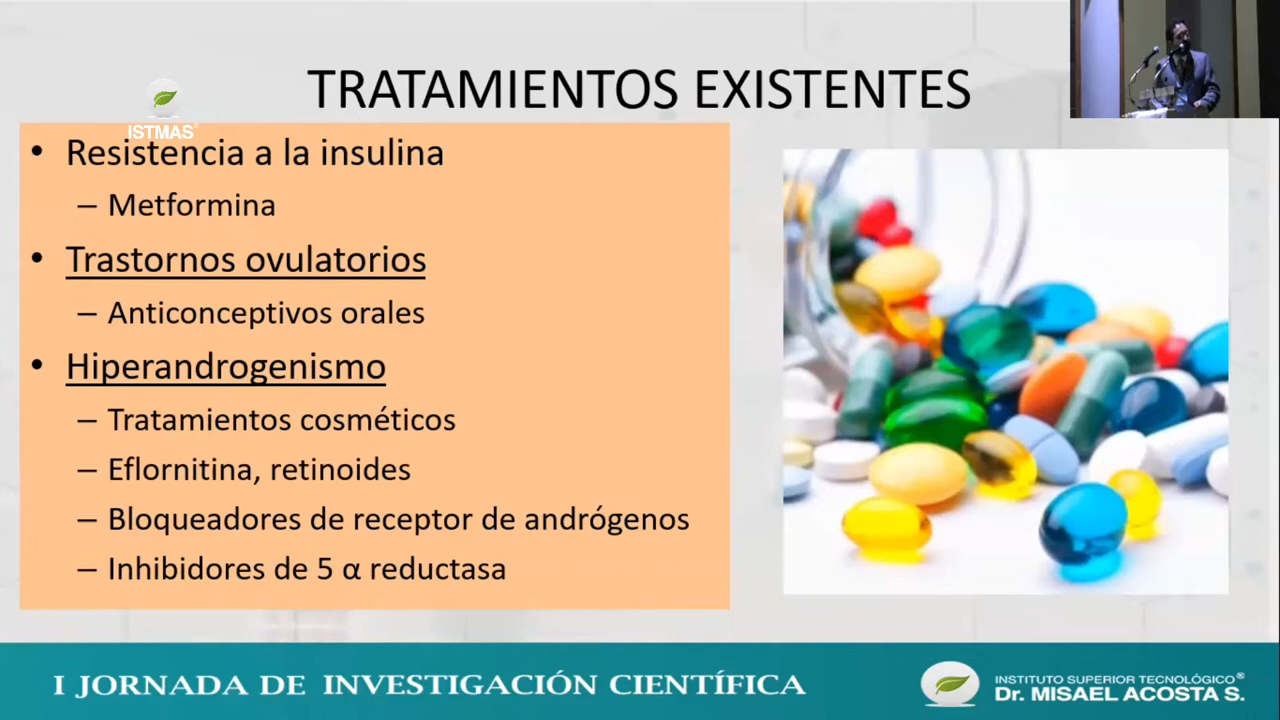 TRATAMIENTOS EXISTENTES
ISTMAS®
• Resistencia a la insulina
– Metformina
• Trastornos ovulatorios
– Anticonceptivos orales
• Hiperandrogenismo
– Tratamientos cosméticos
– Eflornitina, retinoides
– Bloqueadores de receptor de andrógenos
– Inhibidores de 5 α reductasa
I JORNADA DE INVESTIGACIÓN CIENTÍFICA
INSTITUTO SUPERIOR TECNOLÓGICO®
Dr. MISAEL ACOSTA S.